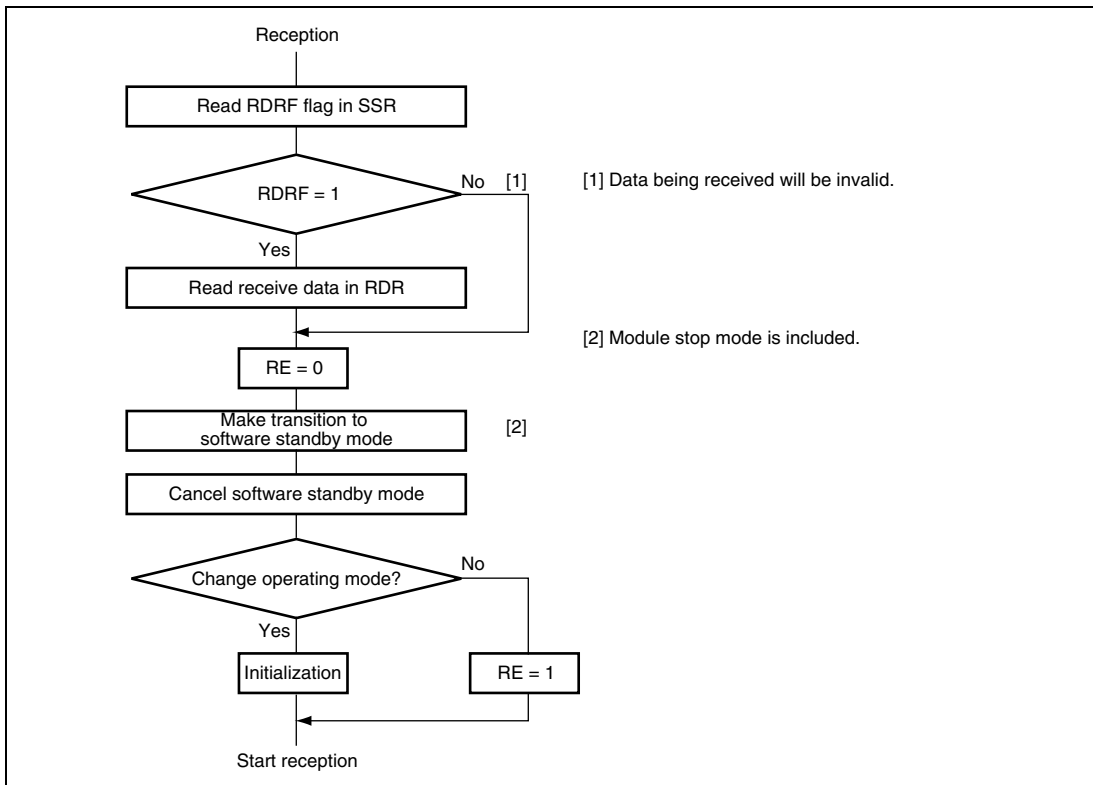 Reception
Read RDRF flag in SSR
RDRF = 1
No [1]
[1] Data being received will be invalid.
Yes
Read receive data in RDR
[2] Module stop mode is included.
RE = 0
Make transition to
software standby mode
[2]
Cancel software standby mode
Change operating mode?
No
Yes
Initialization
RE = 1
Start reception